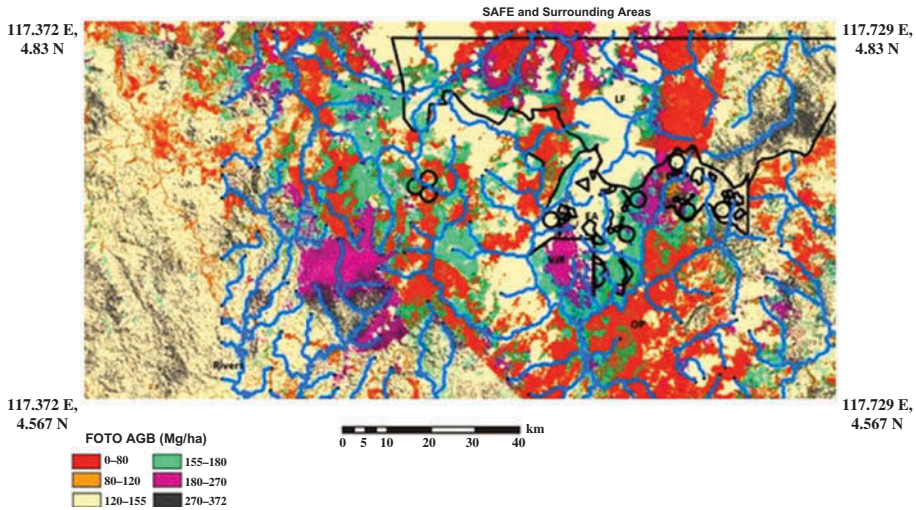 SAFE and Surrounding Areas
117.372 E,
4.83 N
117.729 E,
4.83 N
LF
EA
VJR
OP
Rivers
117.372 E,
4.567 N
117.729 E,
4.567 N
0 5 10 20 30 40 km
FOTO AGB (Mg/ha)
0–80
80–120
120–155
155–180
180–270
270–372